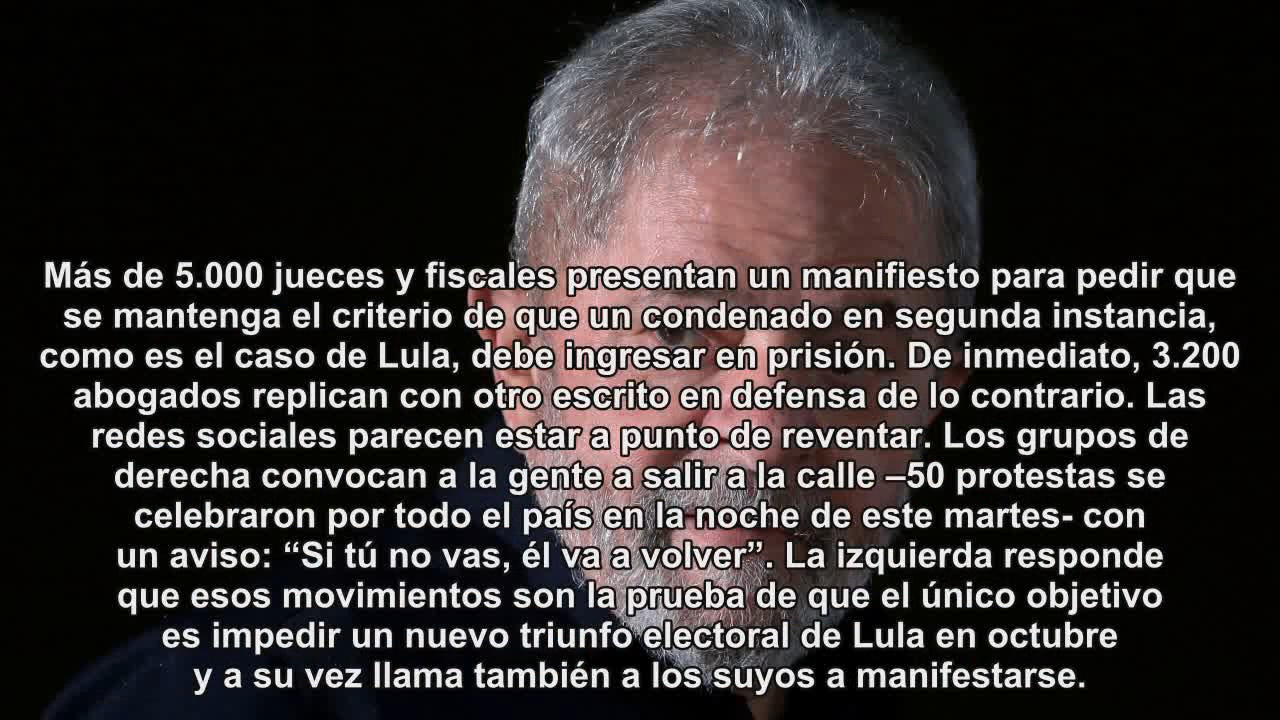 Más de 5.000 jueces y fiscales presentan un manifiesto para pedir que
se mantenga el criterio de que un condenado en segunda instancia,
como es el caso de Lula, debe ingresar en prisión. De inmediato, 3.200
abogados replican con otro escrito en defensa de lo contrario. Las
redes sociales parecen estar a punto de reventar. Los grupos de
derecha convocan a la gente a salir a la calle –50 protestas se
celebraron por todo el país en la noche de este martes- con
un aviso: “Si tú no vas, él va a volver”. La izquierda responde
que esos movimientos son la prueba de que el único objetivo
es impedir un nuevo triunfo electoral de Lula en octubre
y a su vez llama también a los suyos a manifestarse.